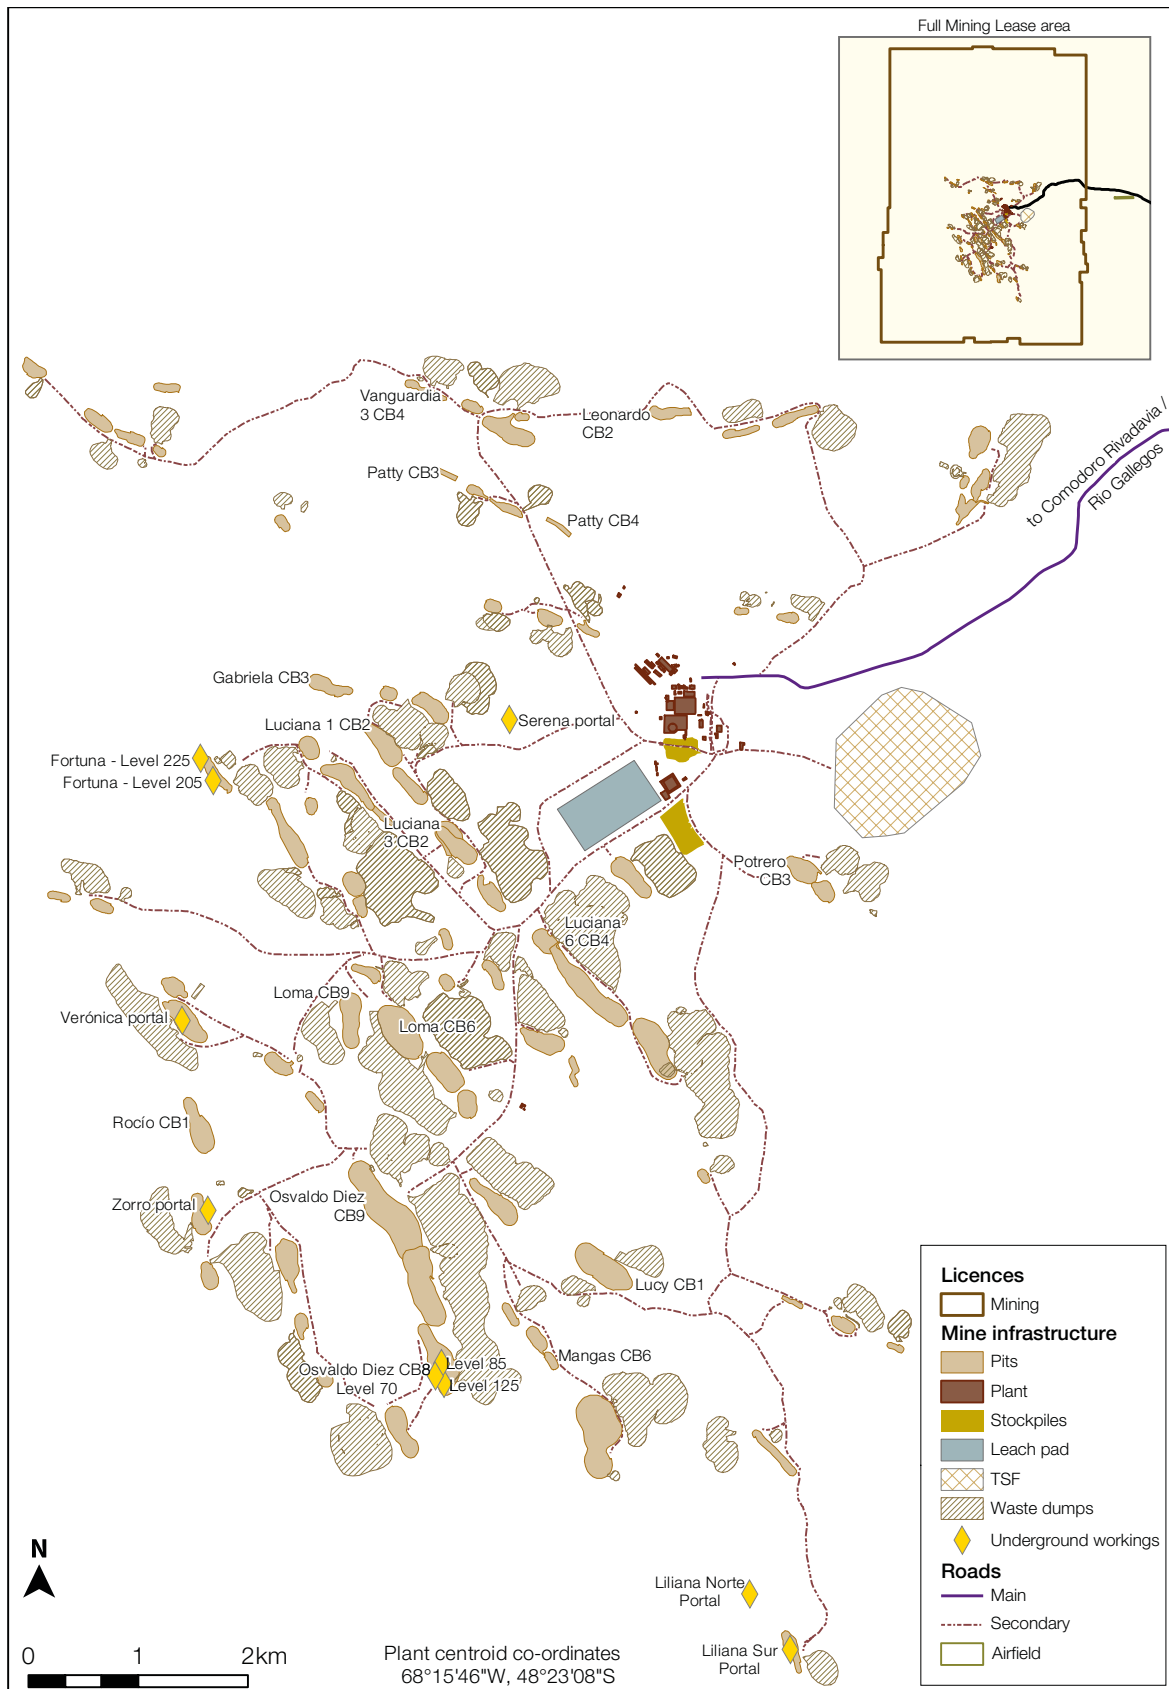 Full Mining Lease area
to Comodoro Rivadavia /
Rio Gallegos
Vanguardia
3 CB4
Leonardo
CB2
Patty CB3
Patty CB4
Gabriela CB3
Luciana 1 CB2
Serena portal
Fortuna - Level 225
Fortuna - Level 205
Luciana
3 CB2
Potrero
CB3
Luciana
6 CB4
Loma CB9
Loma CB6
Verónica portal
Rocío CB1
Zorro portal
Osvaldo Diez
CB9
Lucy CB1
Mangas CB6
Osvaldo Diez CB8
Level 85
Level 70
Level 125
Liliana Norte
Portal
Liliana Sur
Portal
Licences
Mining
Mine infrastructure
Pits
Plant
Stockpiles
Leach pad
TSF
Waste dumps
Underground workings
Roads
Main
Secondary
Airfield
N
0 1 2km
Plant centroid co-ordinates
68°15'46"W, 48°23'08"S